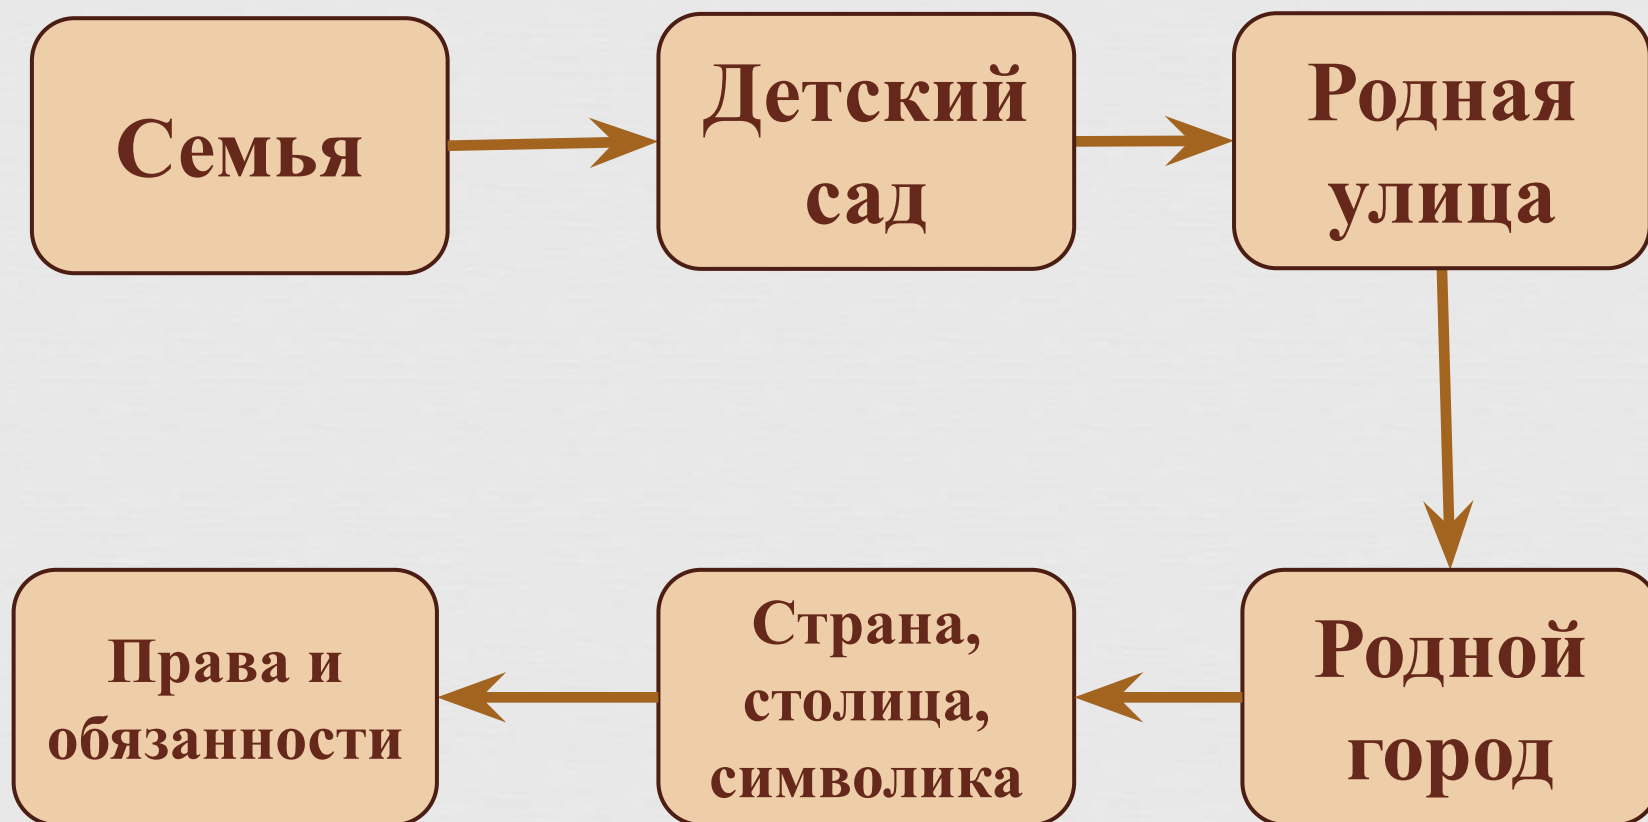 Семья
Детский
сад
Родная
улица
Родной
город
Страна,
столица,
символика
Права и
обязанности